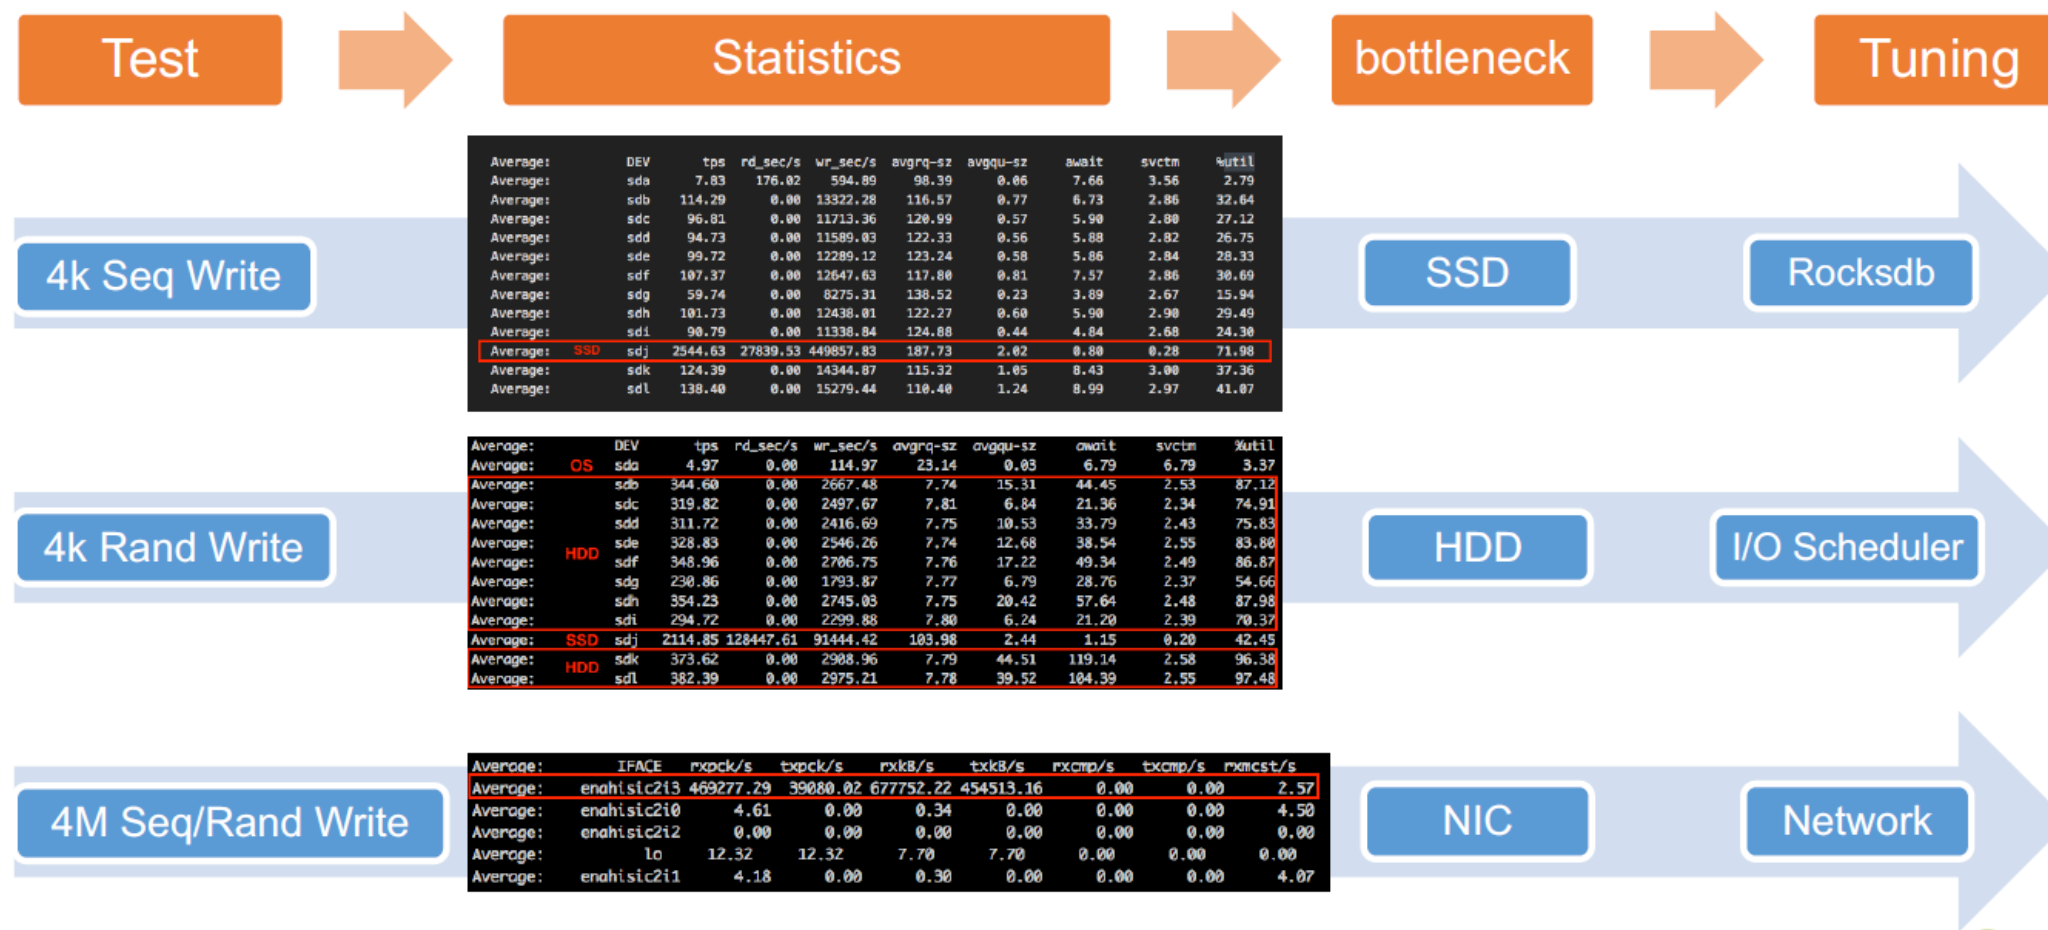 Test
Statistics
bottleneck
Tuning
Average: DEV tps rd_sec/s wr_sec/s avgrq-sz avgqu-sz await svctm %util
Average: sda 7.83 176.02 594.89 98.39 0.06 7.66 3.56 2.79
Average: sdb 114.29 0.00 13322.28 116.57 0.77 6.73 2.86 32.64
Average: sdc 96.81 0.00 11713.36 120.99 0.57 5.90 2.80 27.12
Average: sdd 94.73 0.00 11589.03 122.33 0.56 5.88 2.82 26.75
Average: sde 99.72 0.00 12289.12 123.24 0.58 5.86 2.84 28.33
Average: sdf 107.37 0.00 12647.63 117.80 0.81 7.57 2.86 30.69
Average: sdg 59.74 0.00 8275.31 138.52 0.23 3.89 2.67 15.94
Average: sdh 101.73 0.00 12438.01 122.27 0.60 5.90 2.90 29.49
Average: sdi 90.79 0.00 11338.84 124.88 0.44 4.84 2.68 24.30
Average: SSD sdj 2544.63 27839.53 449857.83 187.73 2.02 0.80 0.28 71.98
Average: sdk 124.39 0.00 14344.87 115.32 1.05 8.43 3.00 37.36
Average: sdl 138.40 0.00 15279.44 110.40 1.24 8.99 2.97 41.07
4k Seq Write
SSD
Rocksdb
Average: DEV tps rd_sec/s wr_sec/s avgrq-sz avgqu-sz await svctm %util
Average: OS sda 4.97 0.00 114.97 23.14 0.03 6.79 6.79 3.37
Average: sdb 344.60 0.00 2667.48 7.74 15.31 44.45 2.53 87.12
Average: sdc 319.82 0.00 2497.67 7.81 6.84 21.36 2.34 74.91
Average: sdd 311.72 0.00 2416.69 7.75 10.53 33.79 2.43 75.83
Average: HDD sde 328.83 0.00 2546.26 7.74 12.68 38.54 2.55 83.80
Average: sdf 348.96 0.00 2706.75 7.76 17.22 49.34 2.49 86.87
Average: sdg 230.86 0.00 1793.87 7.77 6.79 28.76 2.37 54.66
Average: sdh 354.23 0.00 2745.03 7.75 20.42 57.64 2.48 87.98
Average: sdi 294.72 0.00 2299.88 7.80 6.24 21.20 2.39 70.37
Average: SSD sdj 2114.85 128447.61 91444.42 103.98 2.44 1.15 0.20 42.45
Average: HDD sdk 373.62 0.00 2908.96 7.79 44.51 119.14 2.58 96.38
Average: sdl 382.39 0.00 2975.21 7.78 39.52 104.39 2.55 97.48
4k Rand Write
HDD
I/O Scheduler
Average: IFACE rxpck/s txpck/s rxkB/s txkB/s rxcmp/s txcmp/s rxmcst/s
Average: enahisic2i3 469277.29 39080.02 677752.22 454513.16 0.00 0.00 2.57
Average: enahisic2i0 4.61 0.00 0.34 0.00 0.00 0.00 4.50
Average: enahisic2i2 0.00 0.00 0.00 0.00 0.00 0.00 0.00
Average: lo 12.32 12.32 7.70 7.70 0.00 0.00 0.00
Average: enahisic2i1 4.18 0.00 0.30 0.00 0.00 0.00 4.07
4M Seq/Rand Write
NIC
Network